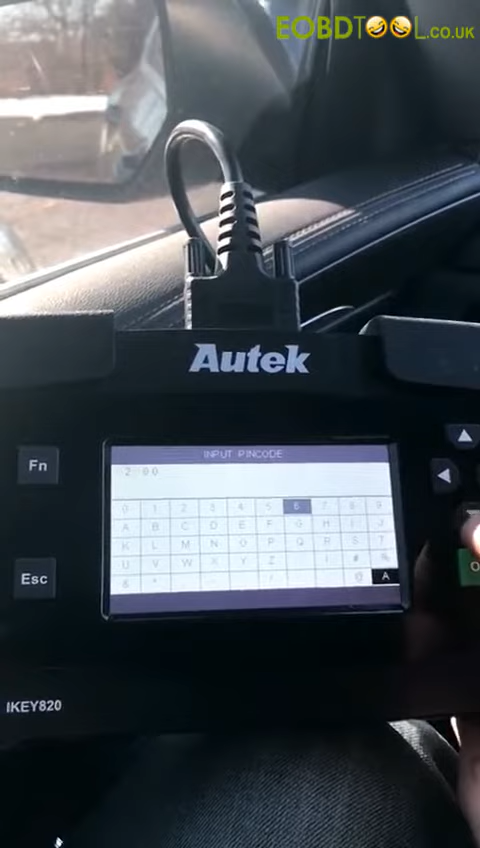 EOBDTOOL.co.uk
Autek
Fn
INPUT PINCODE
0 1 2 3 4 5 6 7 8 9
A B C D E F G H I J
K L M N O P Q R S T
U V W X Y Z ! # %
& * / @ A
Esc
IKEY820